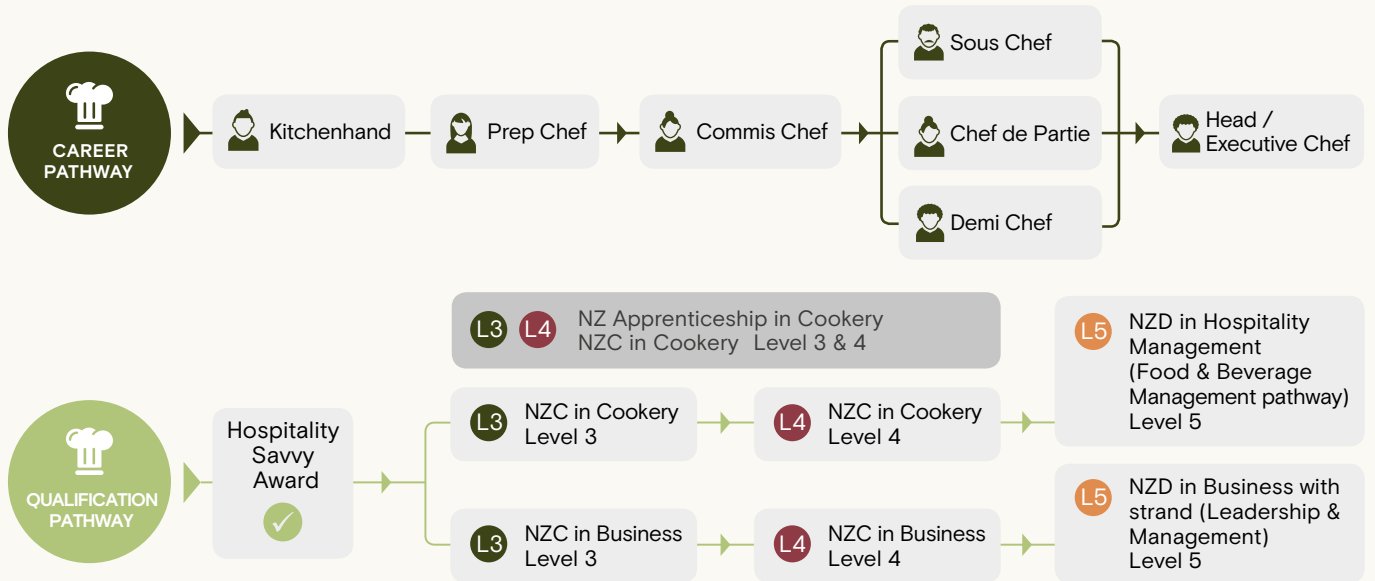 CAREER
PATHWAY
Kitchenhand
Prep Chef
Commis Chef
Sous Chef
Chef de Partie
Demi Chef
Head /
Executive Chef
L3 L4 NZ Apprenticeship in Cookery
NZC in Cookery Level 3 & 4
QUALIFICATION
PATHWAY
Hospitality
Savvy
Award
L3 NZC in Cookery
Level 3
L4 NZC in Cookery
Level 4
L5 NZD in Hospitality
Management
(Food & Beverage
Management pathway)
Level 5
L3 NZC in Business
Level 3
L4 NZC in Business
Level 4
L5 NZD in Business with
strand (Leadership &
Management)
Level 5